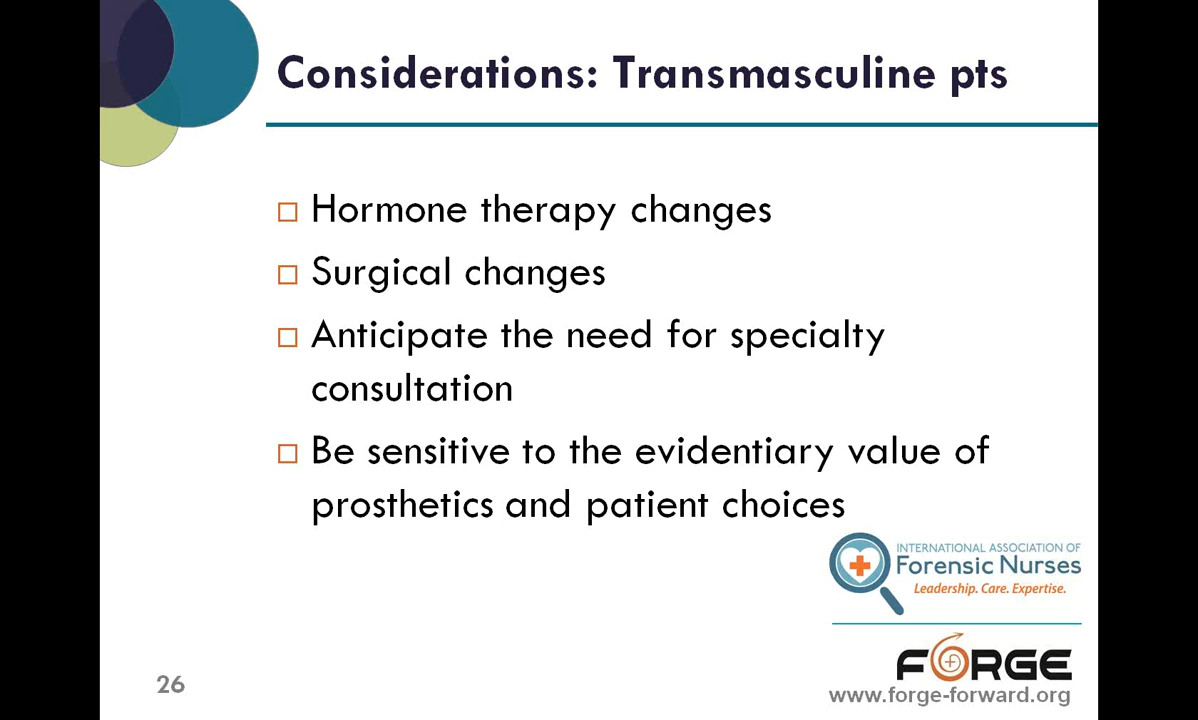 Considerations: Transmasculine pts
Hormone therapy changes
Surgical changes
Anticipate the need for specialty
consultation
Be sensitive to the evidentiary value of
prosthetics and patient choices
INTERNATIONAL ASSOCIATION OF
Forensic Nurses
Leadership. Care. Expertise.
FORGE
www.forge-forward.org
26